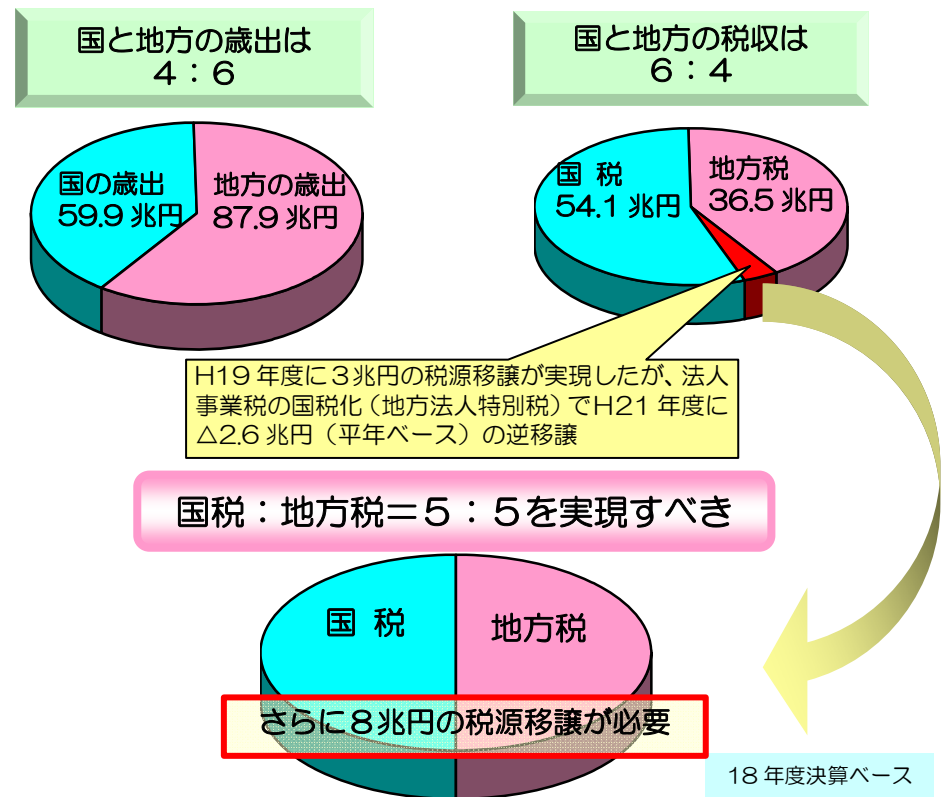 国と地方の歳出は
４：６
国と地方の税収は
６：４
国の歳出
59.9 兆円
地方の歳出
87.9 兆円
国 税
54.1 兆円
地方税
36.5 兆円
H19 年度に３兆円の税源移譲が実現したが、法人
事業税の国税化（地方法人特別税）でH21 年度に
△2.6 兆円（平年ベース）の逆移譲
国税：地方税＝５：５を実現すべき
国 税
地方税
さらに８兆円の税源移譲が必要
18 年度決算ベース